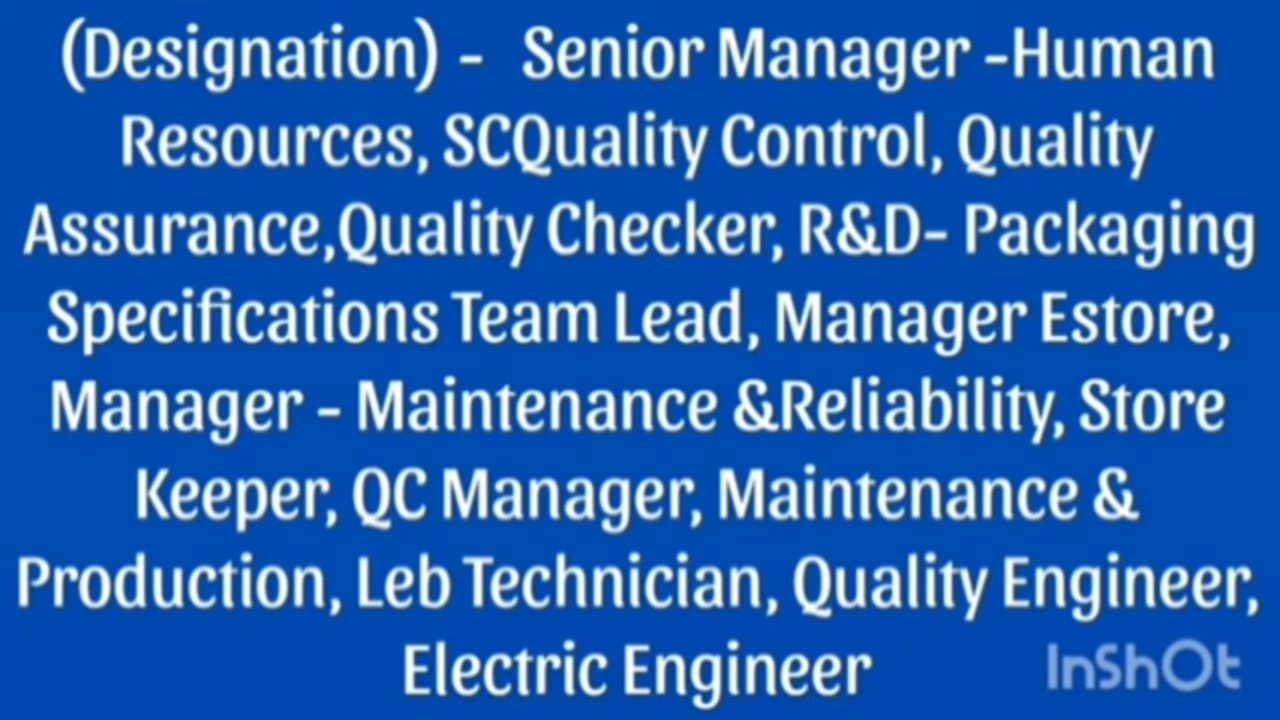 (Designation) - Senior Manager -Human
Resources, SCQuality Control, Quality
Assurance,Quality Checker, R&D- Packaging
Specifications Team Lead, Manager Estore,
Manager - Maintenance &Reliability, Store
Keeper, QC Manager, Maintenance &
Production, Leb Technician, Quality Engineer,
Electric Engineer
InShOt